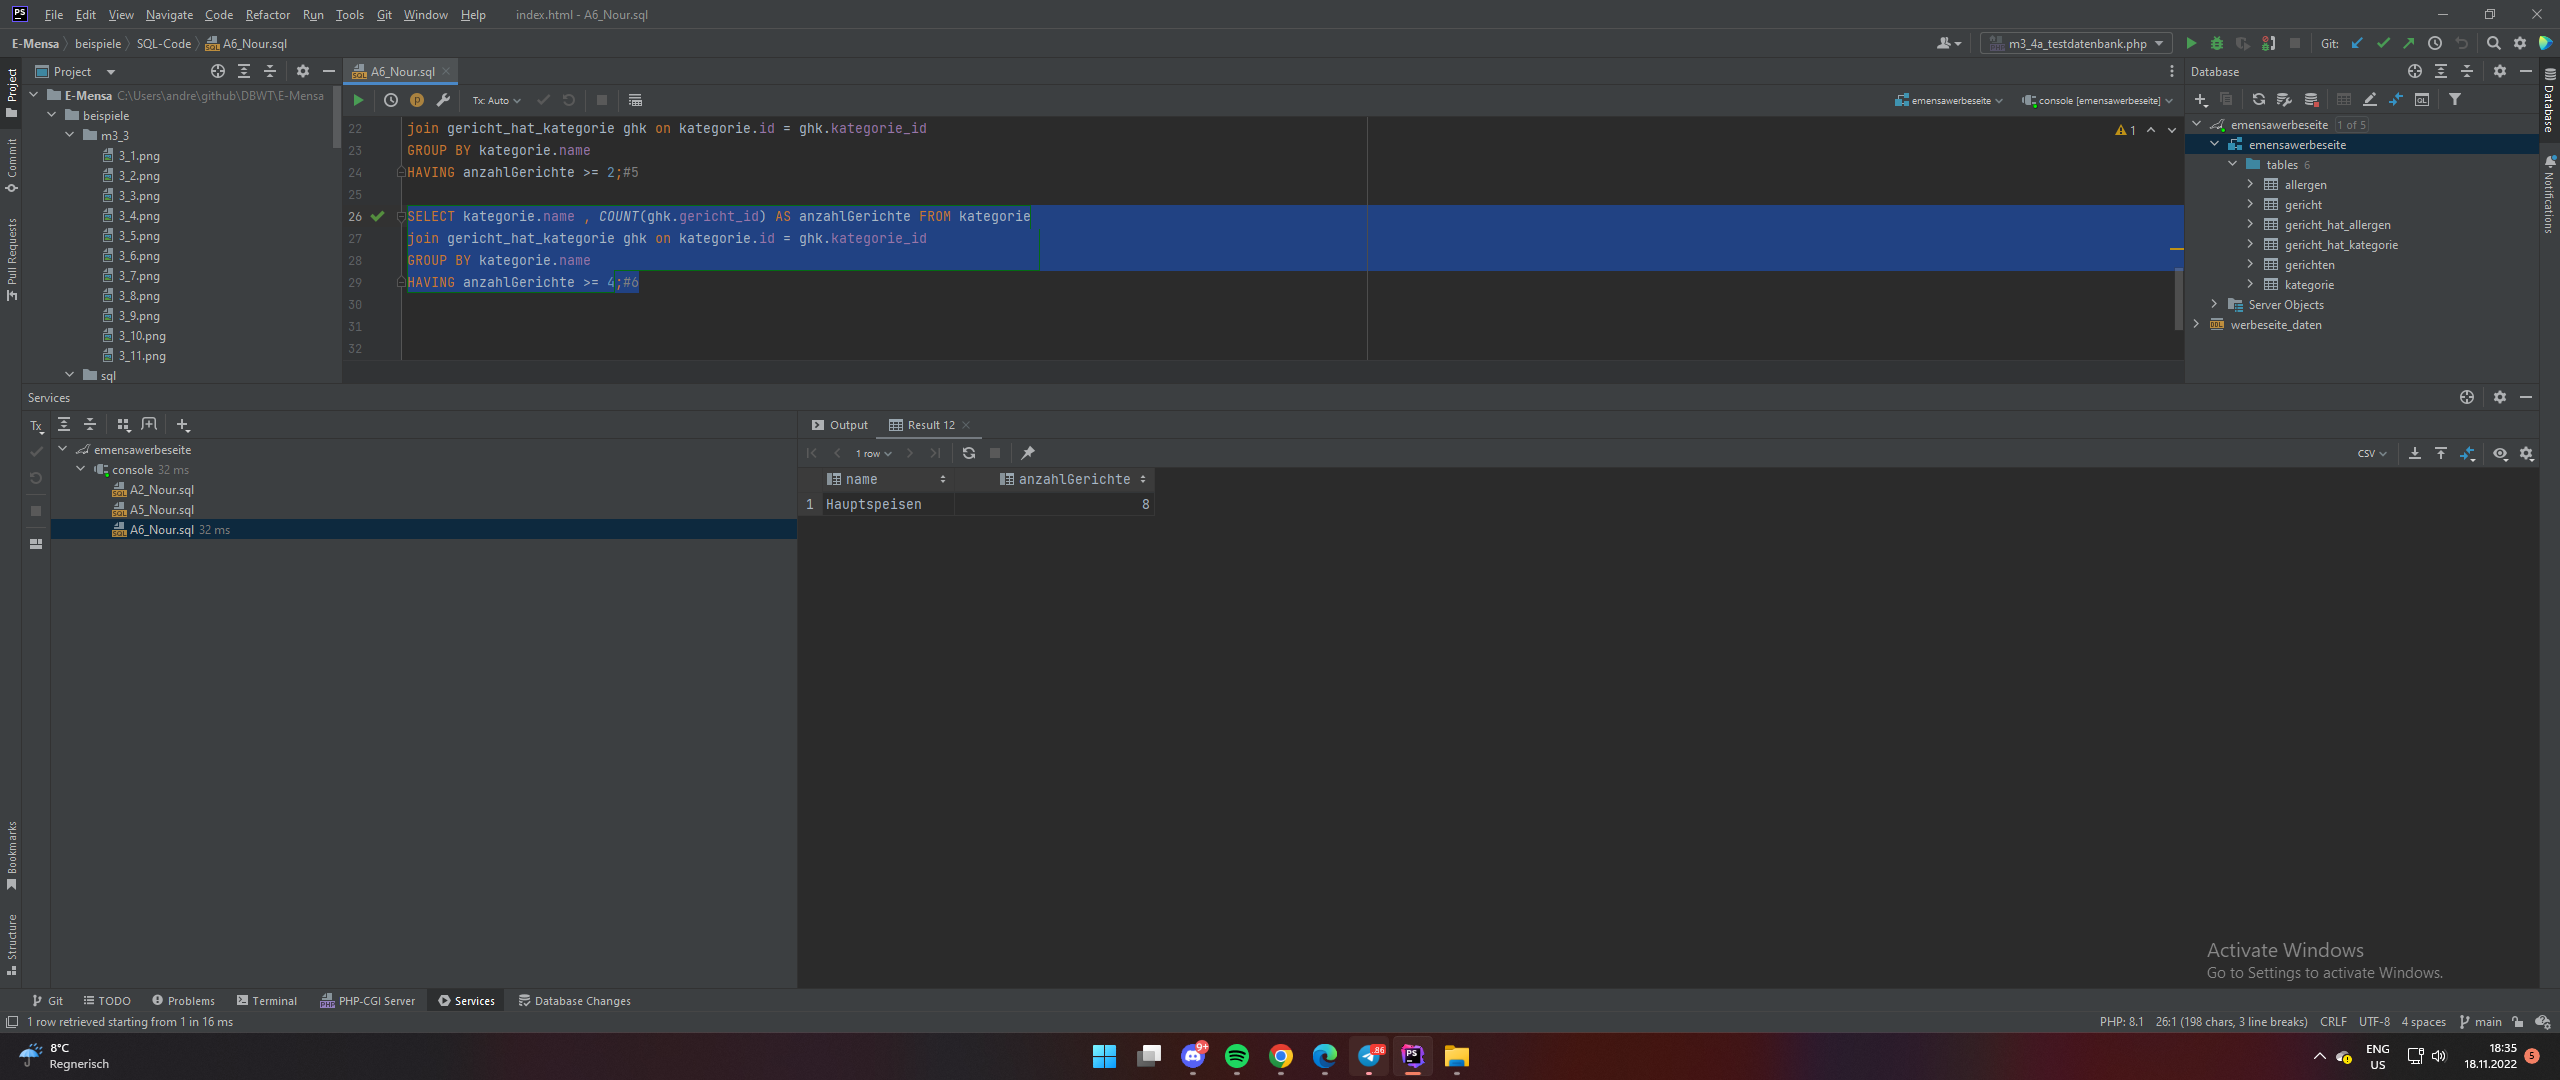 PS File Edit View Navigate Code Refactor Run Tools Git Window Help index.html - A6_Nour.sql
E-Mensa beispiele SQL-Code A6_Nour.sql
m3_4a_testdatenbank.php
Git:
Project
A6_Nour.sql
Database
Project
Commit
Pull Requests
Bookmarks
Structure
Database
Notifications
E-Mensa C:\Users\andre\github\DBWT\E-Mensa
beispiele
m3_3
3_1.png
3_2.png
3_3.png
3_4.png
3_5.png
3_6.png
3_7.png
3_8.png
3_9.png
3_10.png
3_11.png
sql
Tx: Auto
emensawerbeseite
console [emensawerbeseite]
1
22 join gericht_hat_kategorie ghk on kategorie.id = ghk.kategorie_id
23 GROUP BY kategorie.name
24 HAVING anzahlGerichte >= 2;#5
25
26 SELECT kategorie.name , COUNT(ghk.gericht_id) AS anzahlGerichte FROM kategorie
27 join gericht_hat_kategorie ghk on kategorie.id = ghk.kategorie_id
28 GROUP BY kategorie.name
29 HAVING anzahlGerichte >= 4;#6
30
31
32
emensawerbeseite 1 of 5
emensawerbeseite
tables 6
allergen
gericht
gericht_hat_allergen
gericht_hat_kategorie
gerichten
kategorie
Server Objects
werbeseite_daten
Services
Tx
emensawerbeseite
console 32 ms
A2_Nour.sql
A5_Nour.sql
A6_Nour.sql 32 ms
Output Result 12
1 row
CSV
name anzahlGerichte
1 Hauptspeisen 8
Activate Windows
Go to Settings to activate Windows.
Git TODO Problems Terminal PHP-CGI Server Services Database Changes
1 row retrieved starting from 1 in 16 ms
PHP: 8.1 26:1 (198 chars, 3 line breaks) CRLF UTF-8 4 spaces main
8°C
Regnerisch
9+
86
PS
ENG
US
18:35
18.11.2022
5